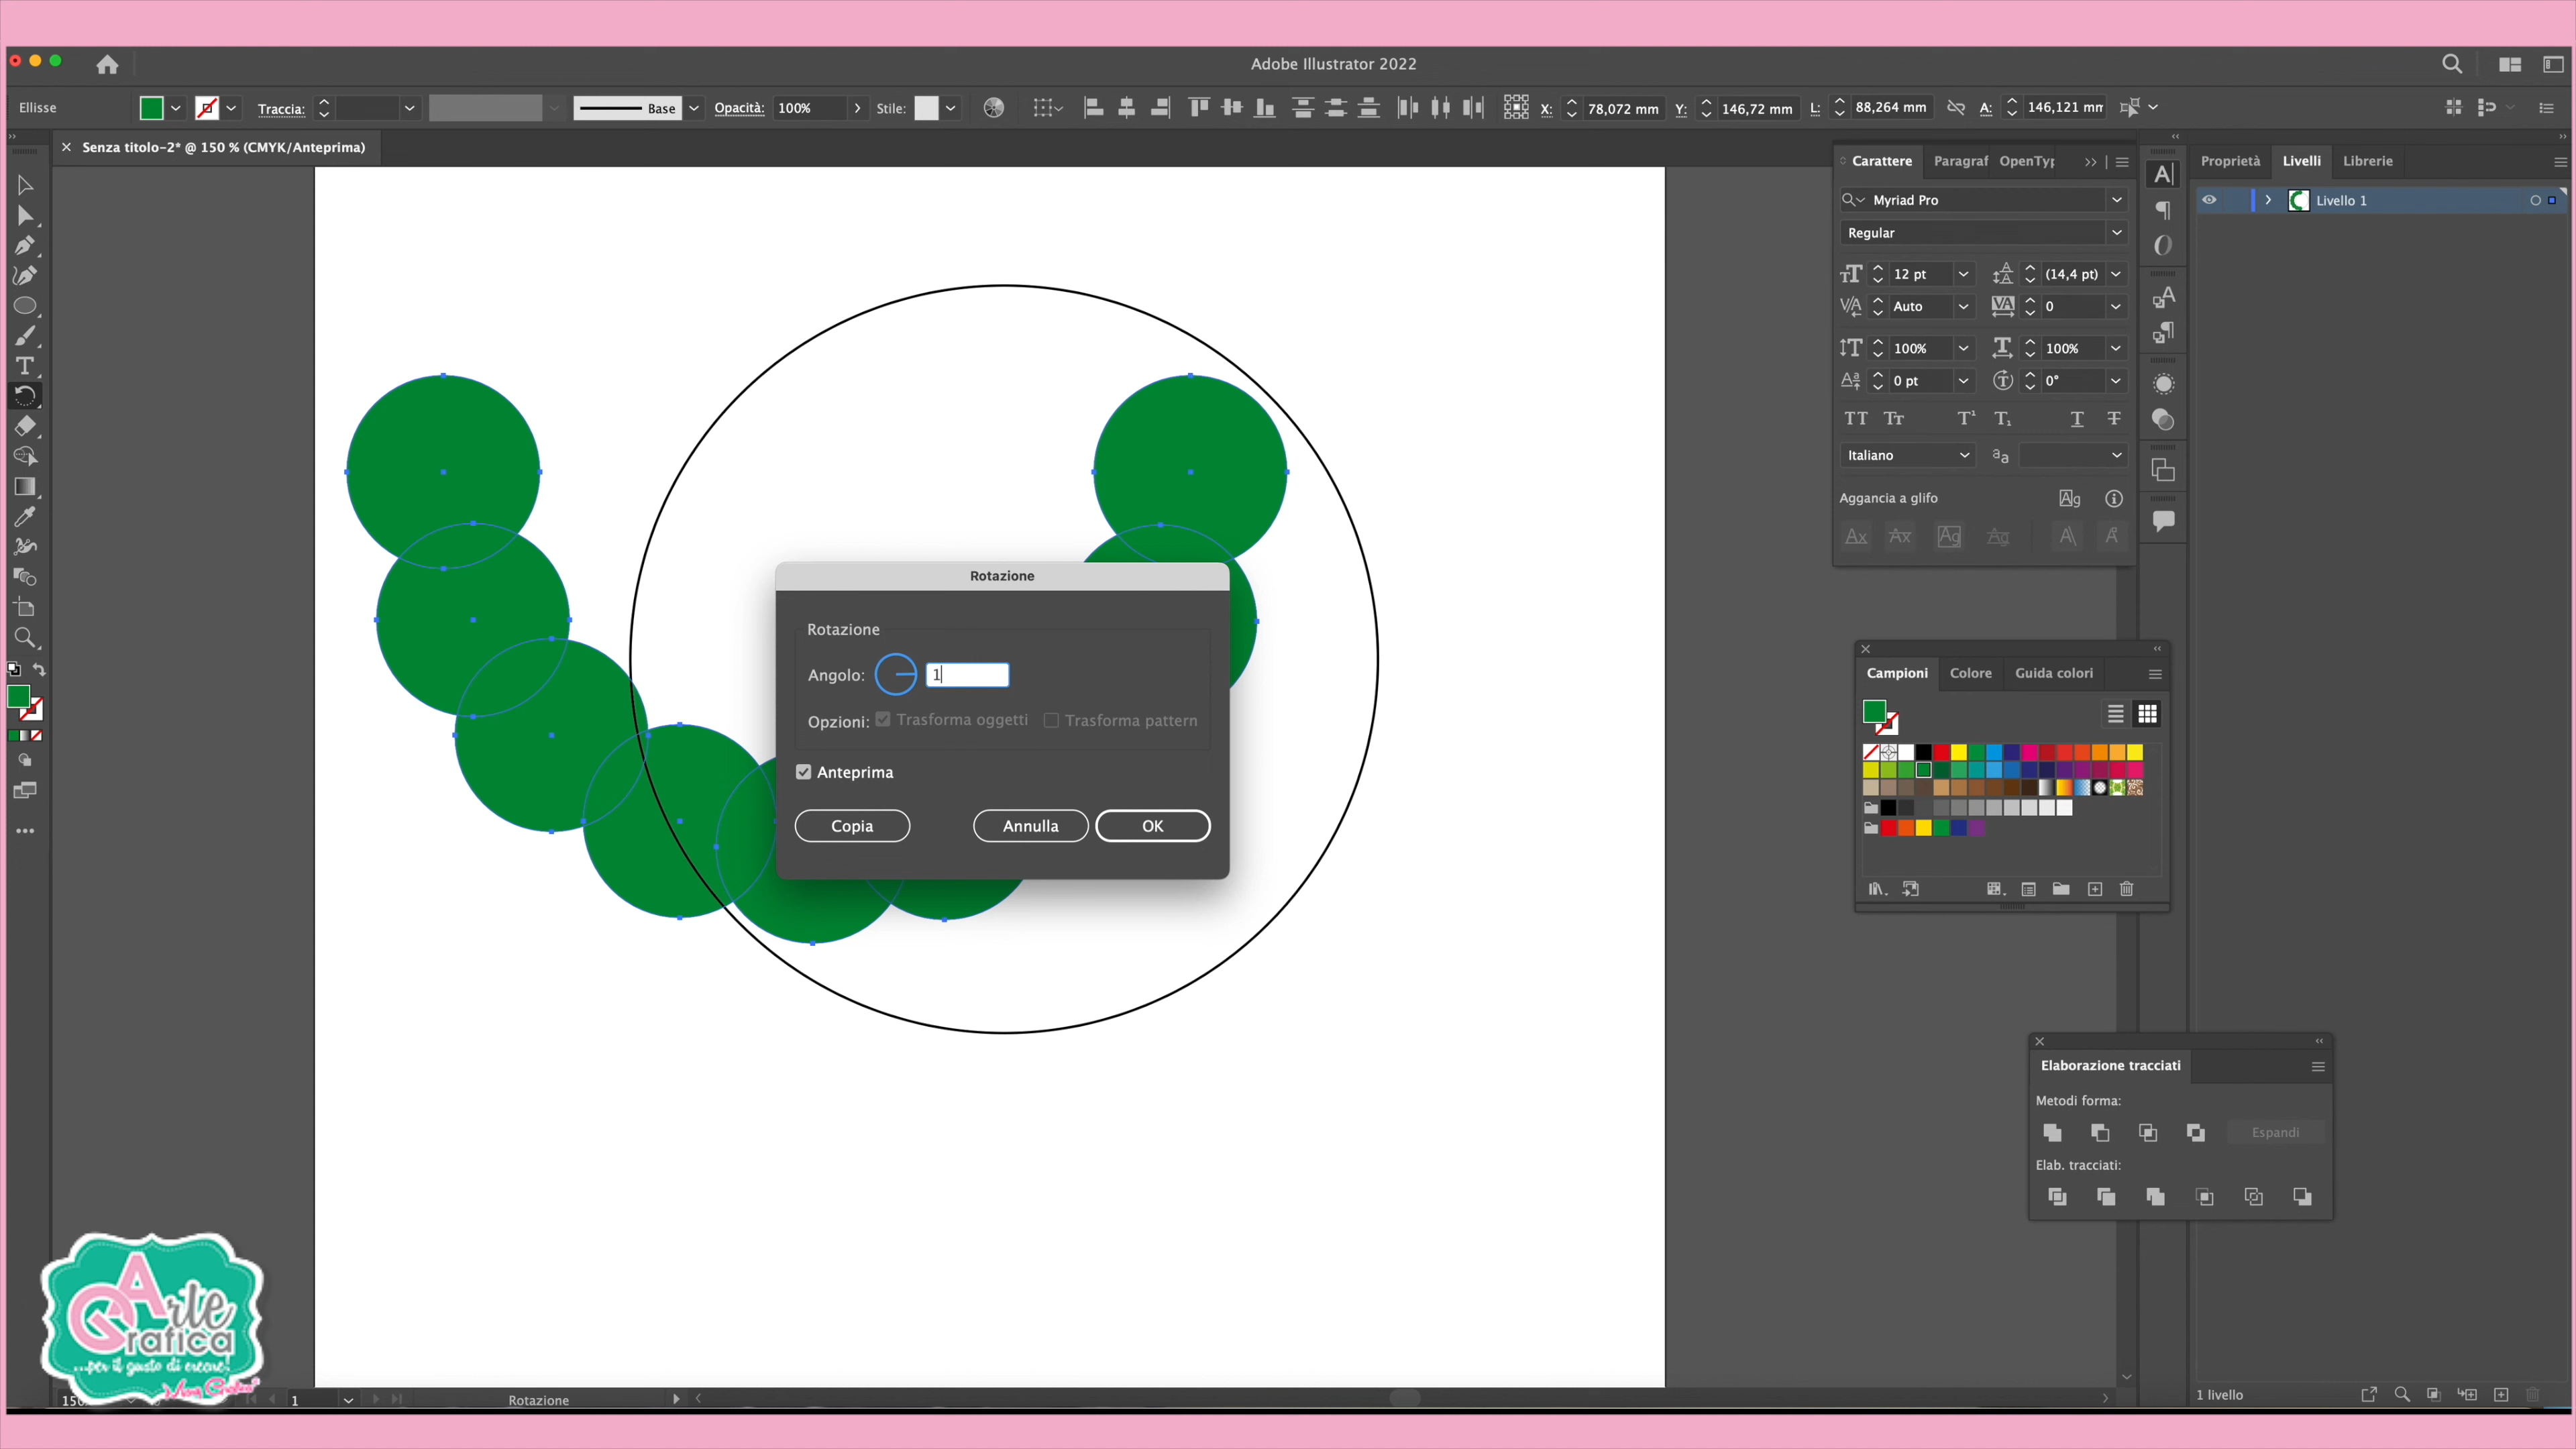 Adobe Illustrator 2022
Ellisse
Traccia:
Base
Opacità: 100%
Stile:
X: 78,072 mm
Y: 146,72 mm
L: 88,264 mm
A: 146,121 mm
Senza titolo-2* @ 150 % (CMYK/Anteprima)
Carattere
Paragraf
OpenTyp
Proprietà
Livelli
Librerie
Myriad Pro
Livello 1
Regular
12 pt
(14,4 pt)
Auto
0
100%
100%
0 pt
0°
Italiano
Aggancia a glifo
Rotazione
Rotazione
Angolo: 1
Opzioni: Trasforma oggetti Trasforma pattern
Anteprima
Copia
Annulla
OK
Campioni
Colore
Guida colori
Elaborazione tracciati
Metodi forma:
Espandi
Elab. tracciati:
Arte
Grafica
...per il gusto di creare!
1
Rotazione
1 livello